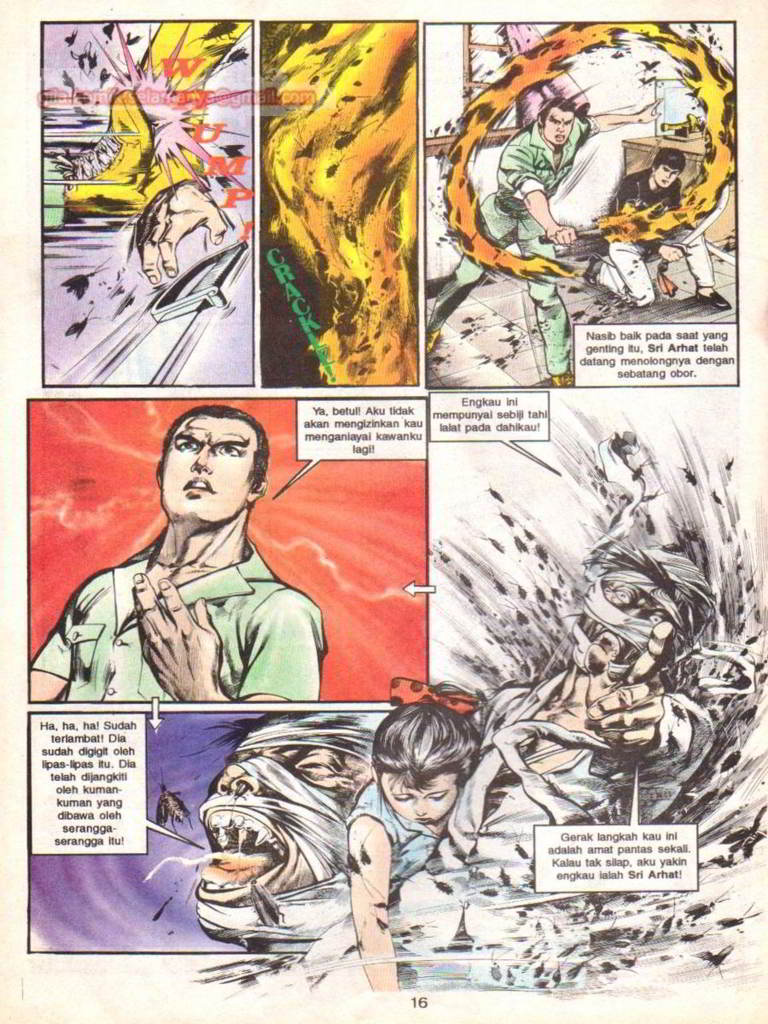 WUMP!
CRACK!
Nasib baik pada saat yang
genting itu, Sri Arhat telah
datang menolongnya dengan
sebatang obor.
Engkau ini
mempunyai sebiji tahi
lalat pada dahikau!
Gerak langkah kau ini
adalah amat pantas sekali.
Kalau tak silap, aku yakin
engkau ialah Sri Arhat!
Ya, betul! Aku tidak
akan mengizinkan kau
menganiayai kawanku
lagi!
Ha, ha, ha! Sudah
terlambat! Dia
sudah digigit oleh
lipas-lipas itu. Dia
telah dijangkiti
oleh kuman-
kuman yang
dibawa oleh
serangga-
serangga itu!
16